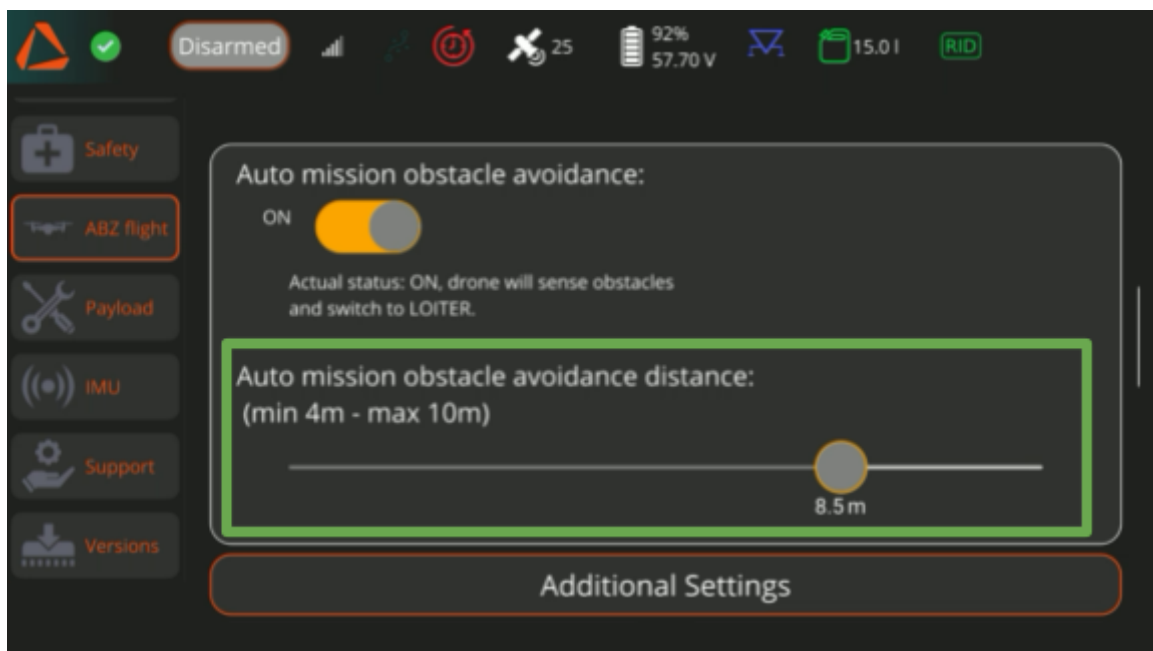 Disarmed
25
92%
57.70 V
15.0 l
RID
Safety
ABZ flight
Payload
IMU
Support
Versions
Auto mission obstacle avoidance:
ON
Actual status: ON, drone will sense obstacles
and switch to LOITER.
Auto mission obstacle avoidance distance:
(min 4m - max 10m)
8.5 m
Additional Settings